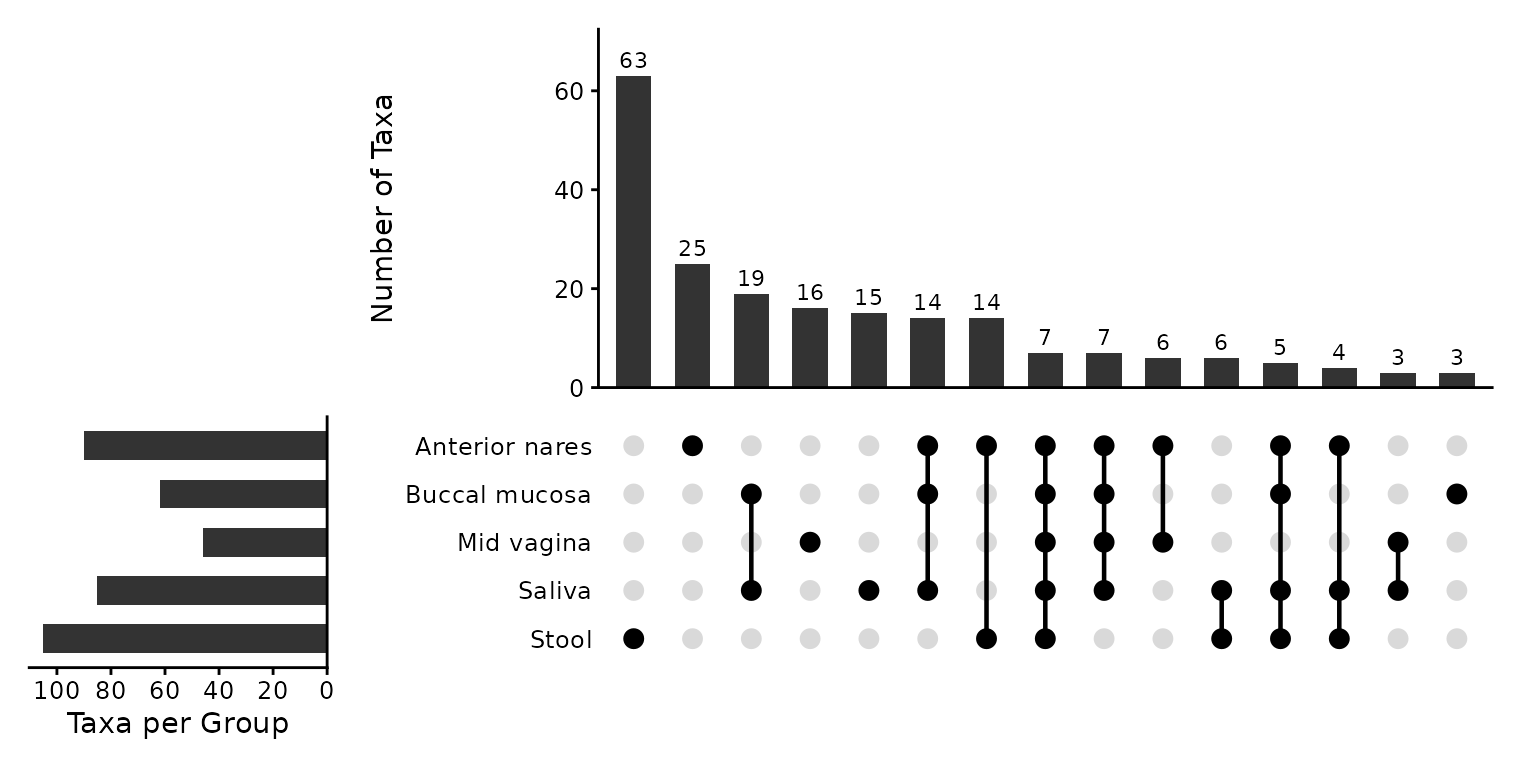 Number of Taxa
60
40
20
0
63
25
19
16
15
14
14
7
7
6
6
5
4
3
3
Anterior nares
Buccal mucosa
Mid vagina
Saliva
Stool
100 80 60 40 20 0
Taxa per Group